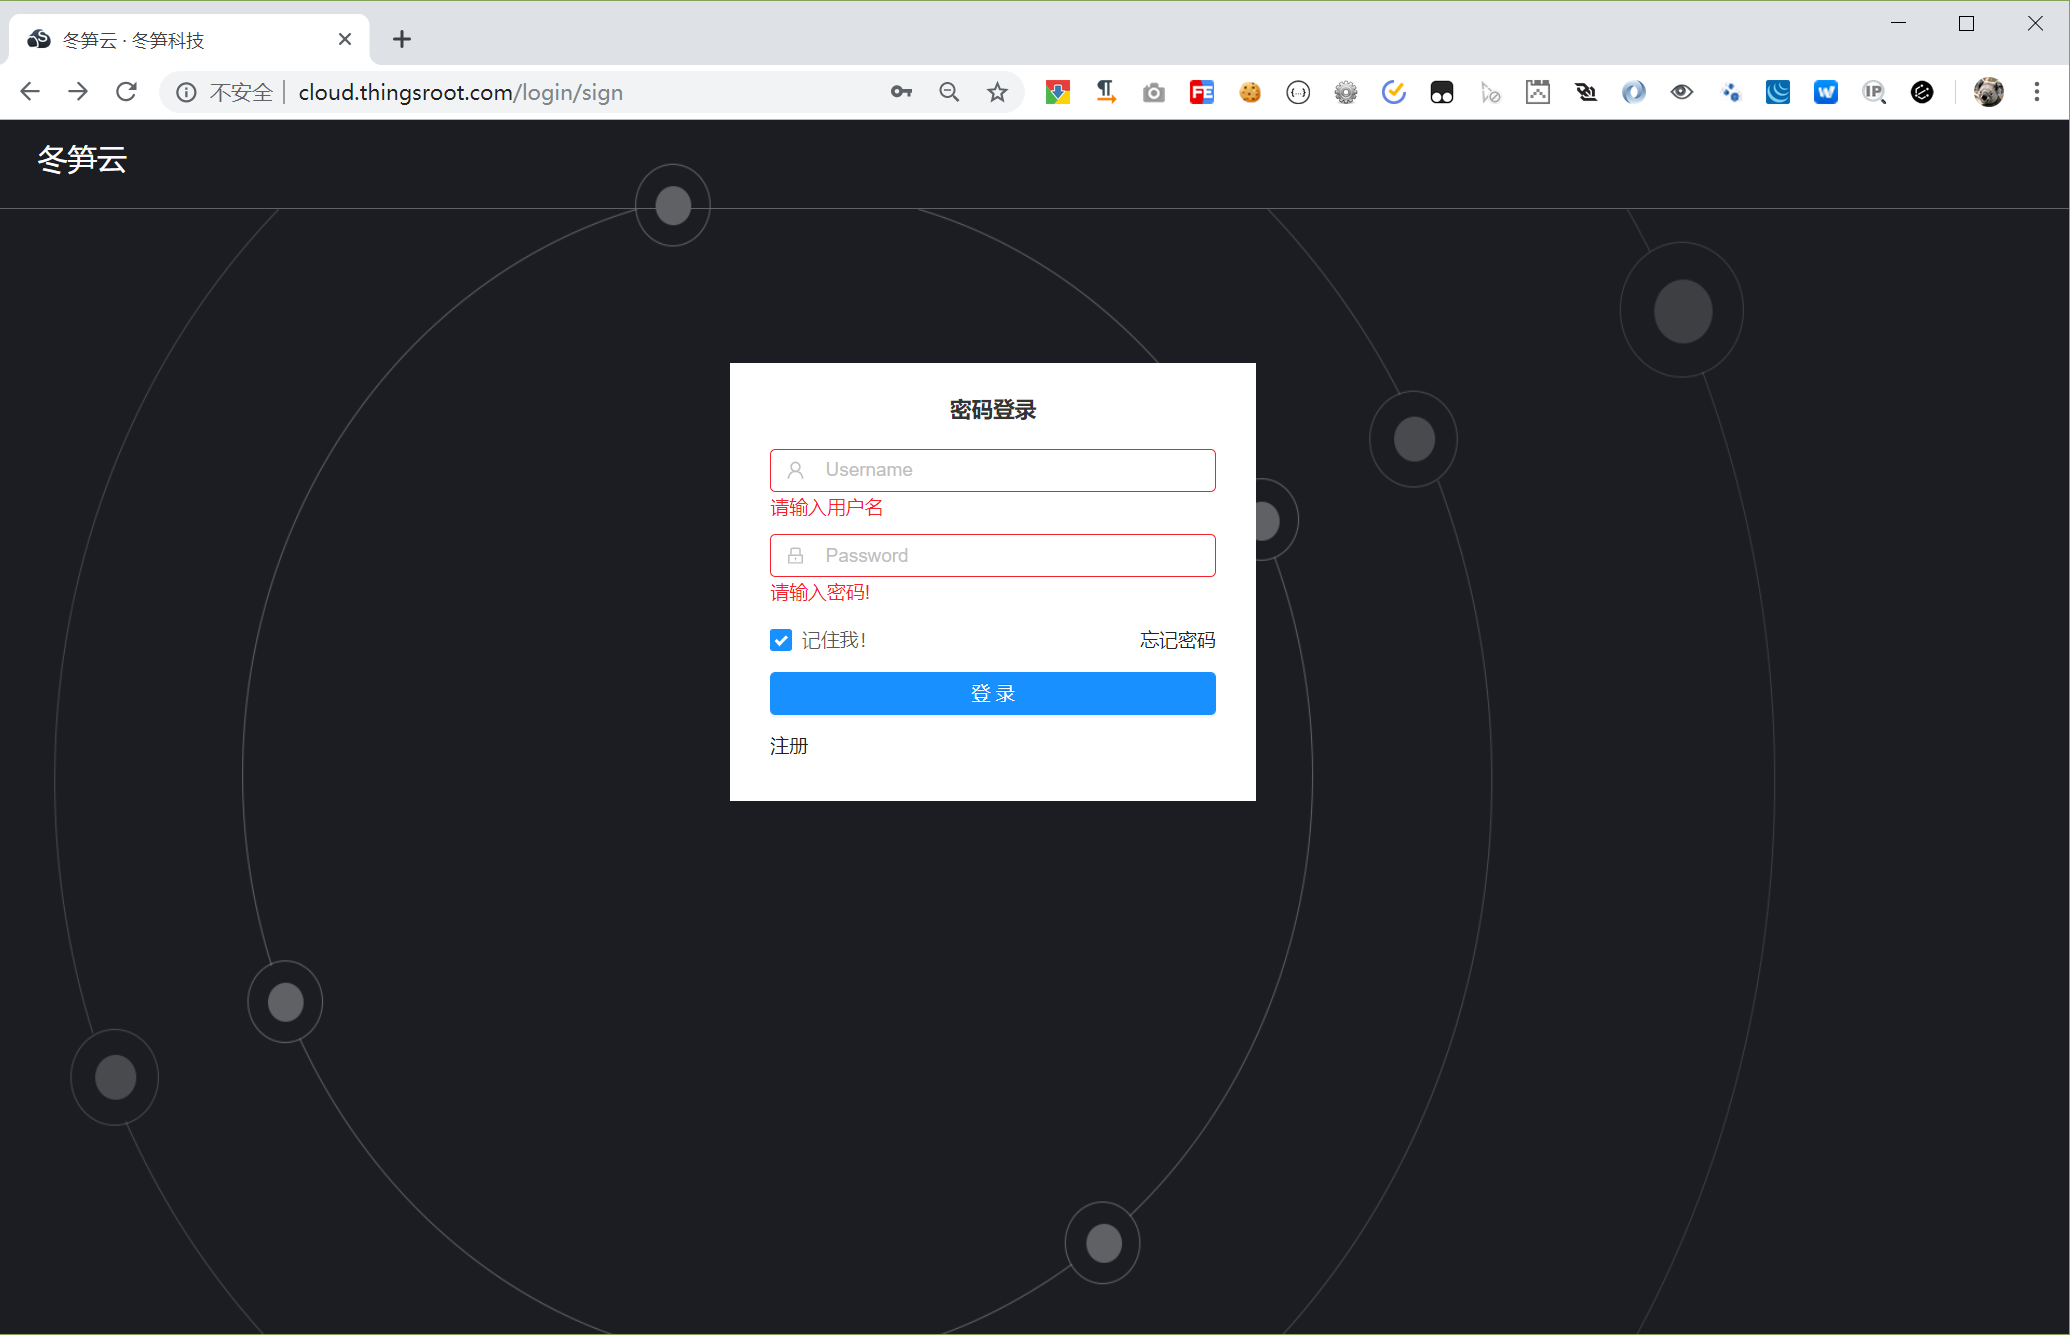 冬笋云 · 冬笋科技
不安全 cloud.thingsroot.com/login/sign
冬笋云
密码登录
Username
请输入用户名
Password
请输入密码!
记住我! 忘记密码
登 录
注册